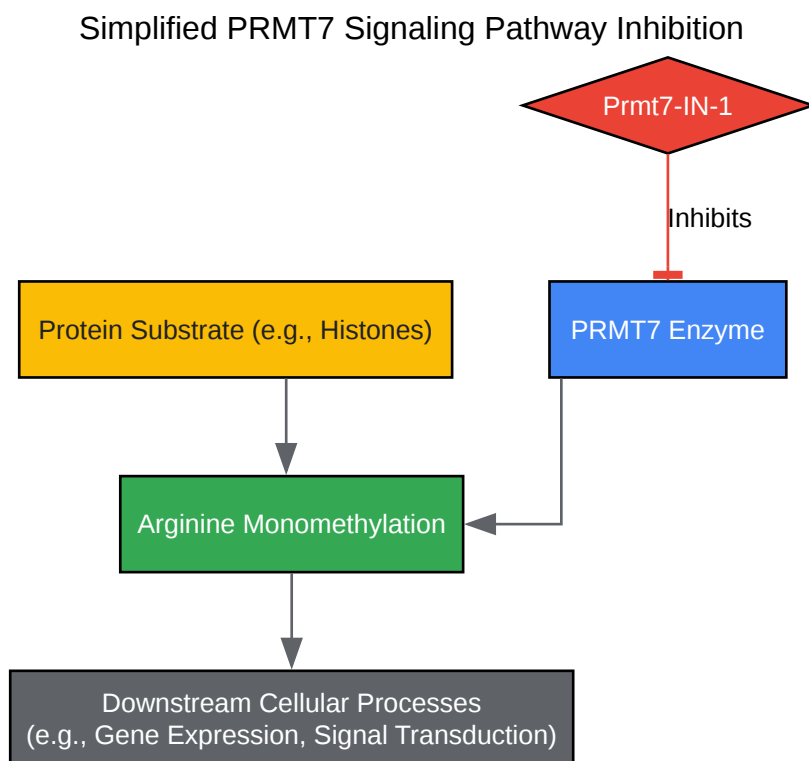 Simplified PRMT7 Signaling Pathway Inhibition
Prmt7-IN-1
Inhibits
Protein Substrate (e.g., Histones)
PRMT7 Enzyme
Arginine Monomethylation
Downstream Cellular Processes
(e.g., Gene Expression, Signal Transduction)